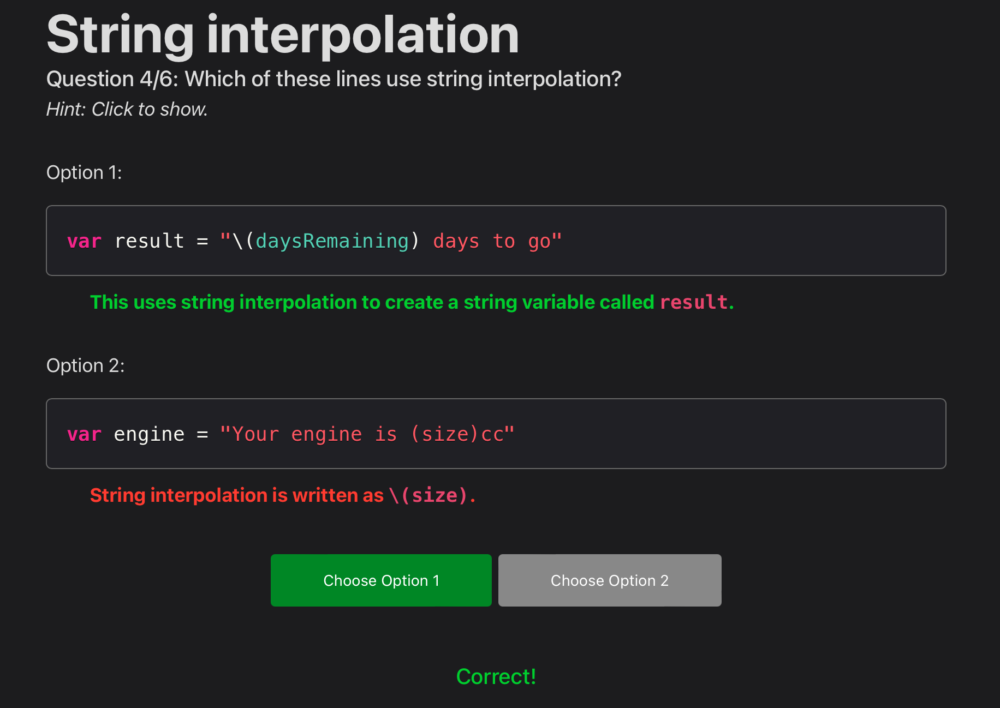 String interpolation
Question 4/6: Which of these lines use string interpolation?
Hint: Click to show.
Option 1:
var result = "\(daysRemaining) days to go"
This uses string interpolation to create a string variable called result.
Option 2:
var engine = "Your engine is (size)cc"
String interpolation is written as \(size).
Choose Option 1
Choose Option 2
Correct!